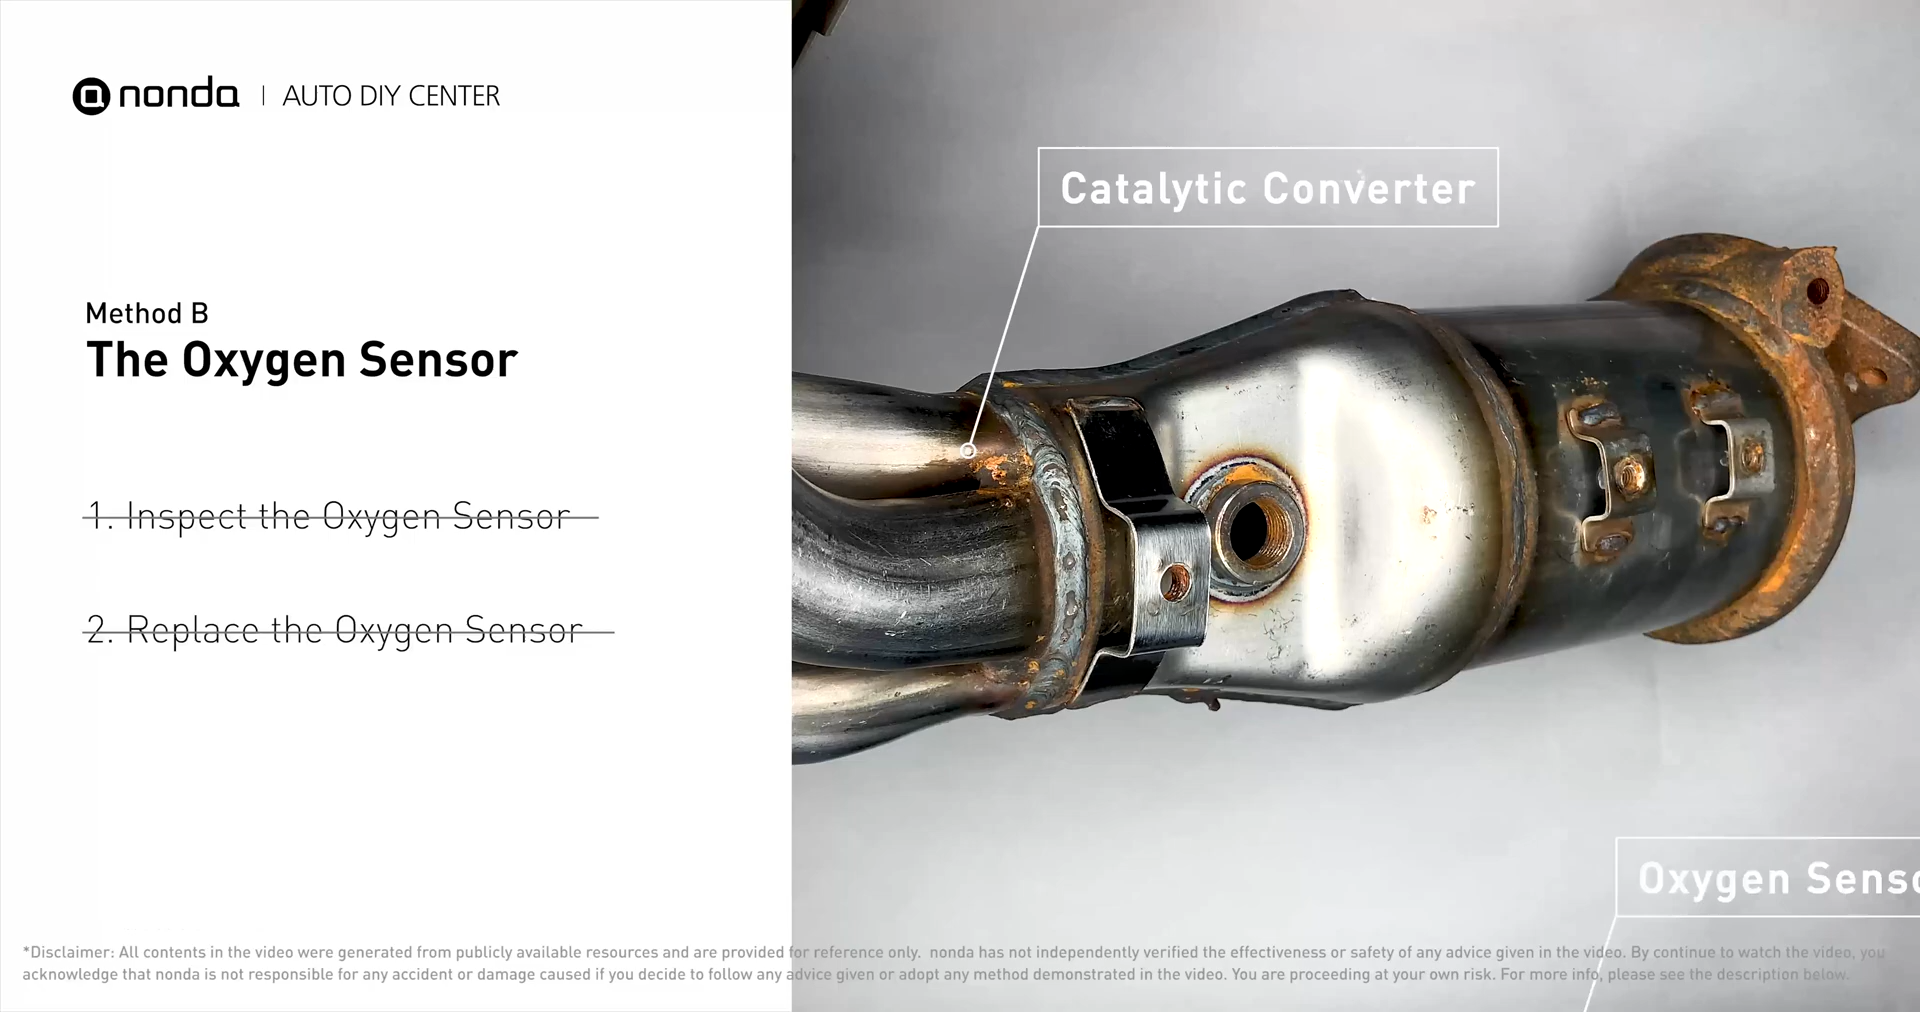 nonda | AUTO DIY CENTER
Catalytic Converter
Method B
The Oxygen Sensor
1. Inspect the Oxygen Sensor
2. Replace the Oxygen Sensor
Oxygen Senso
*Disclaimer: All contents in the video were generated from publicly available resources and are provided for reference only. nonda has not independently verified the effectiveness or safety of any advice given in the video. By continue to watch the video, you
acknowledge that nonda is not responsible for any accident or damage caused if you decide to follow any advice given or adopt any method demonstrated in the video. You are proceeding at your own risk. For more info, please see the description below.